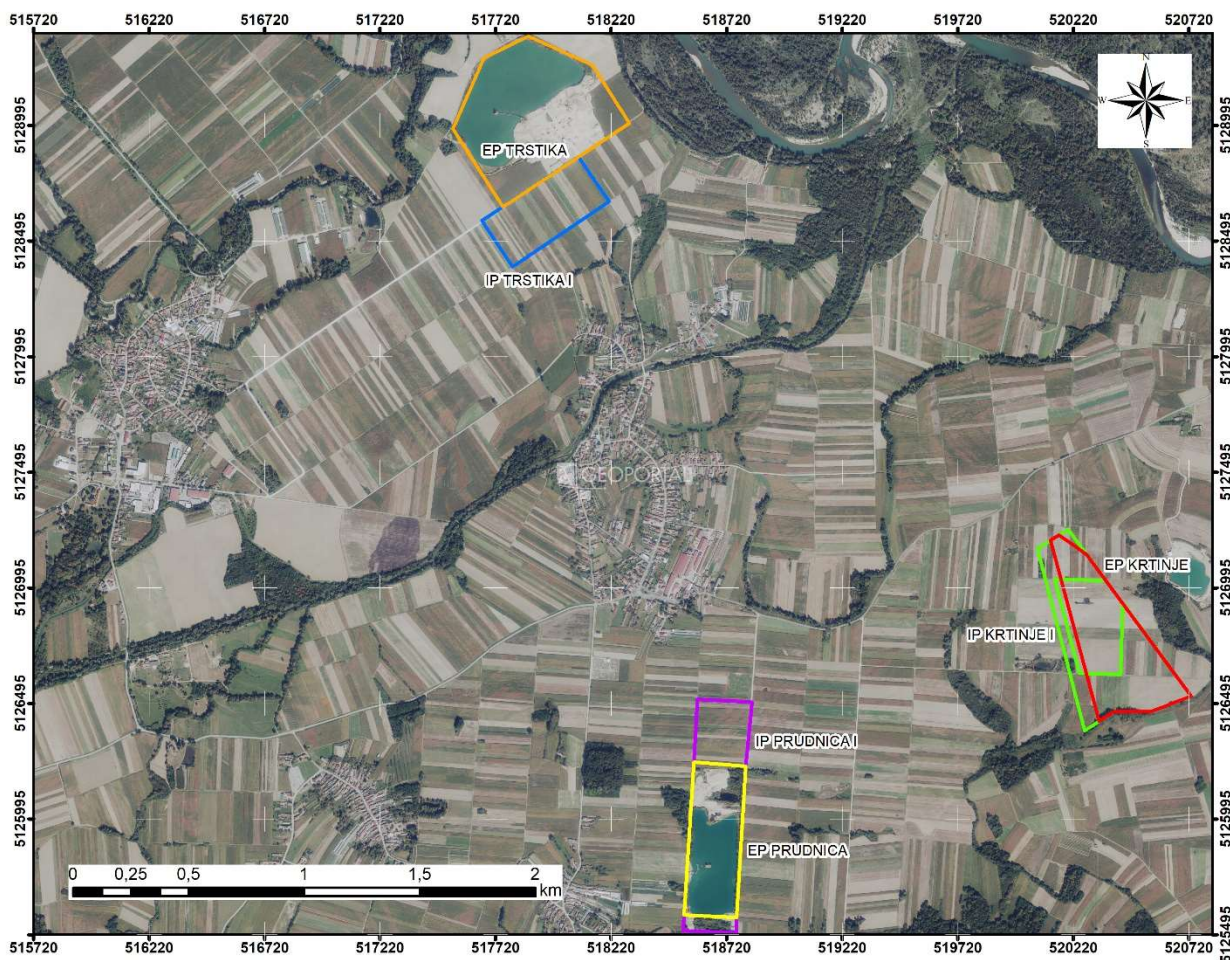 515720 516220 516720 517220 517720 518220 518720 519220 519720 520220 520720
N
W E
S
5128995 5128995
EP TRSTIKA
5128495 5128495
IP TRSTIKA I
5127995 5127995
5127495 5127495
GEOPORTAL
5126995 5126995
EP KRTINJE
IP KRTINJE I
5126495 5126495
IP PRUDNICA I
5125995 5125995
EP PRUDNICA
0 0,25 0,5 1 1,5 2
km
5125495 5125495
515720 516220 516720 517220 517720 518220 518720 519220 519720 520220 520720